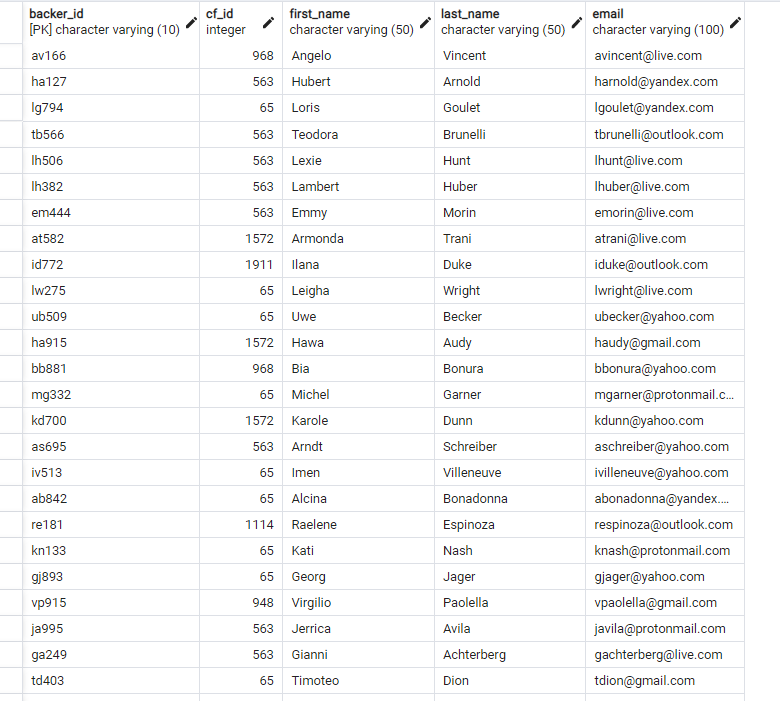 backer_id cf_id first_name last_name email
[PK] character varying (10) integer character varying (50) character varying (50) character varying (100)
av166 968 Angelo Vincent avincent@live.com
ha127 563 Hubert Arnold harnold@yandex.com
lg794 65 Loris Goulet lgoulet@yandex.com
tb566 563 Teodora Brunelli tbrunelli@outlook.com
lh506 563 Lexie Hunt lhunt@live.com
lh382 563 Lambert Huber lhuber@live.com
em444 563 Emmy Morin emorin@live.com
at582 1572 Armonda Trani atrani@live.com
id772 1911 Ilana Duke iduke@outlook.com
lw275 65 Leigha Wright lwright@live.com
ub509 65 Uwe Becker ubecker@yahoo.com
ha915 1572 Hawa Audy haudy@gmail.com
bb881 968 Bia Bonura bbonura@yahoo.com
mg332 65 Michel Garner mgarner@protonmail.c...
kd700 1572 Karole Dunn kdunn@yahoo.com
as695 563 Arndt Schreiber aschreiber@yahoo.com
iv513 65 Imen Villeneuve ivilleneuve@yahoo.com
ab842 65 Alcina Bonadonna abonadonna@yandex....
re181 1114 Raelene Espinoza respinoza@outlook.com
kn133 65 Kati Nash knash@protonmail.com
gj893 65 Georg Jager gjager@yahoo.com
vp915 948 Virgilio Paolella vpaolella@gmail.com
ja995 563 Jerrica Avila javila@protonmail.com
ga249 563 Gianni Achterberg gachterberg@live.com
td403 65 Timoteo Dion tdion@gmail.com